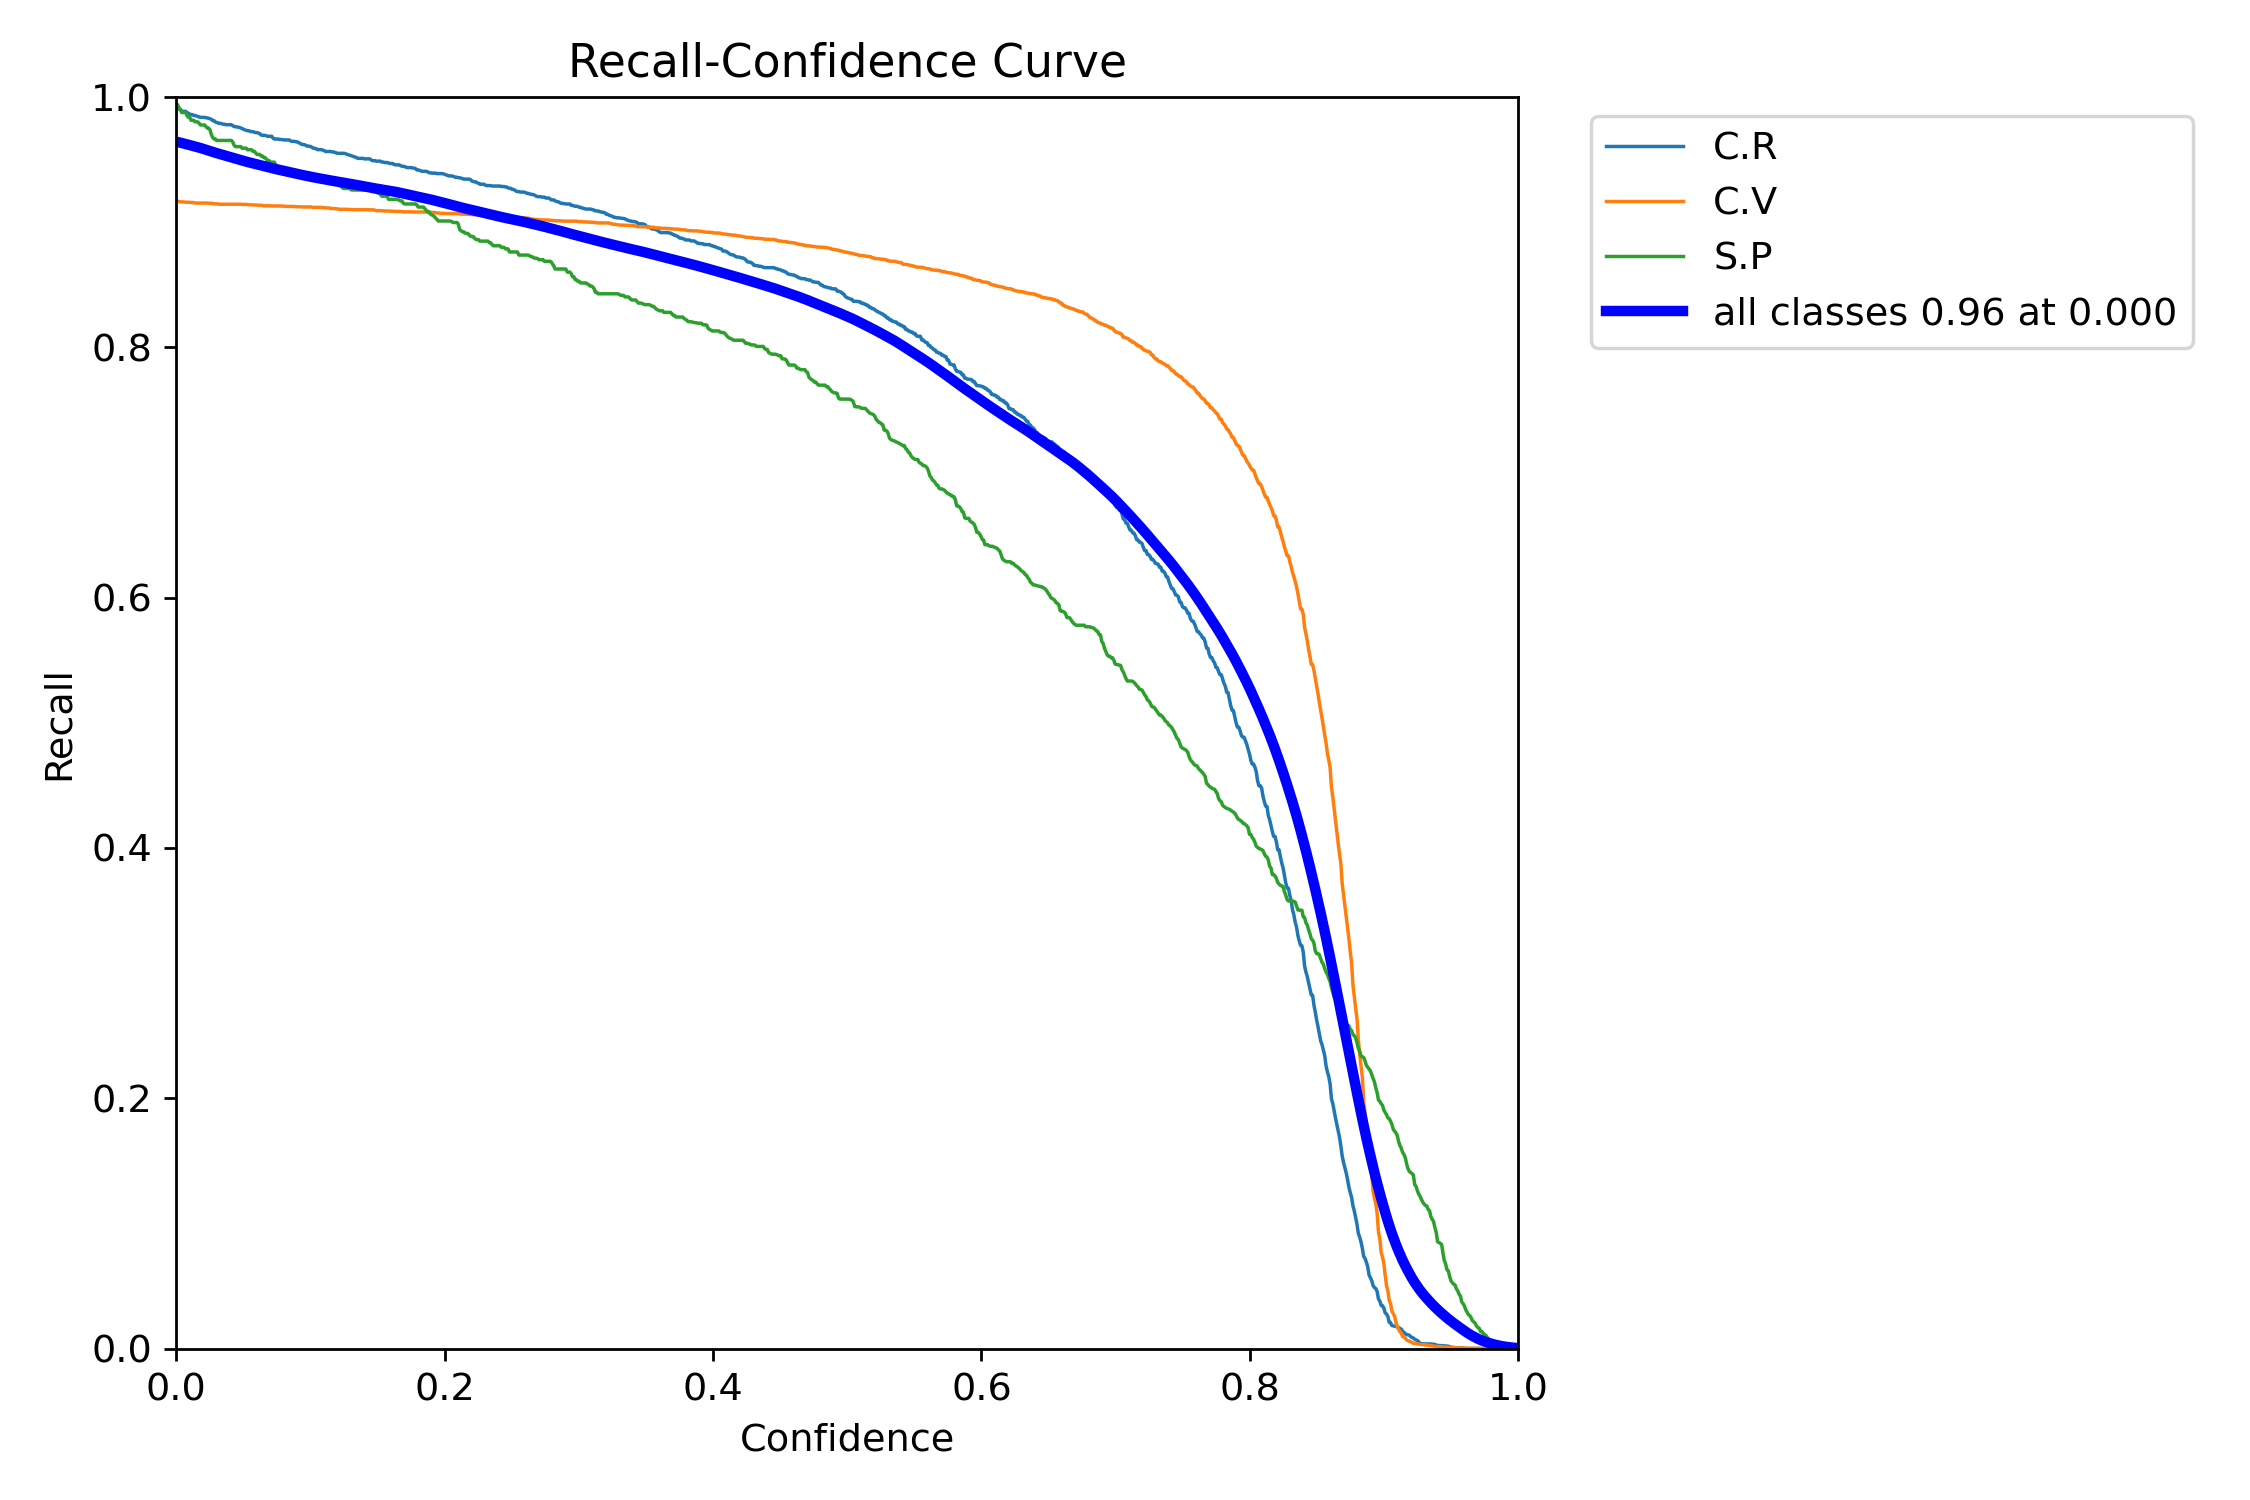 Recall-Confidence Curve
1.0
0.8
0.6
0.4
0.2
0.0
Recall
0.0 0.2 0.4 0.6 0.8 1.0
Confidence
C.R
C.V
S.P
all classes 0.96 at 0.000